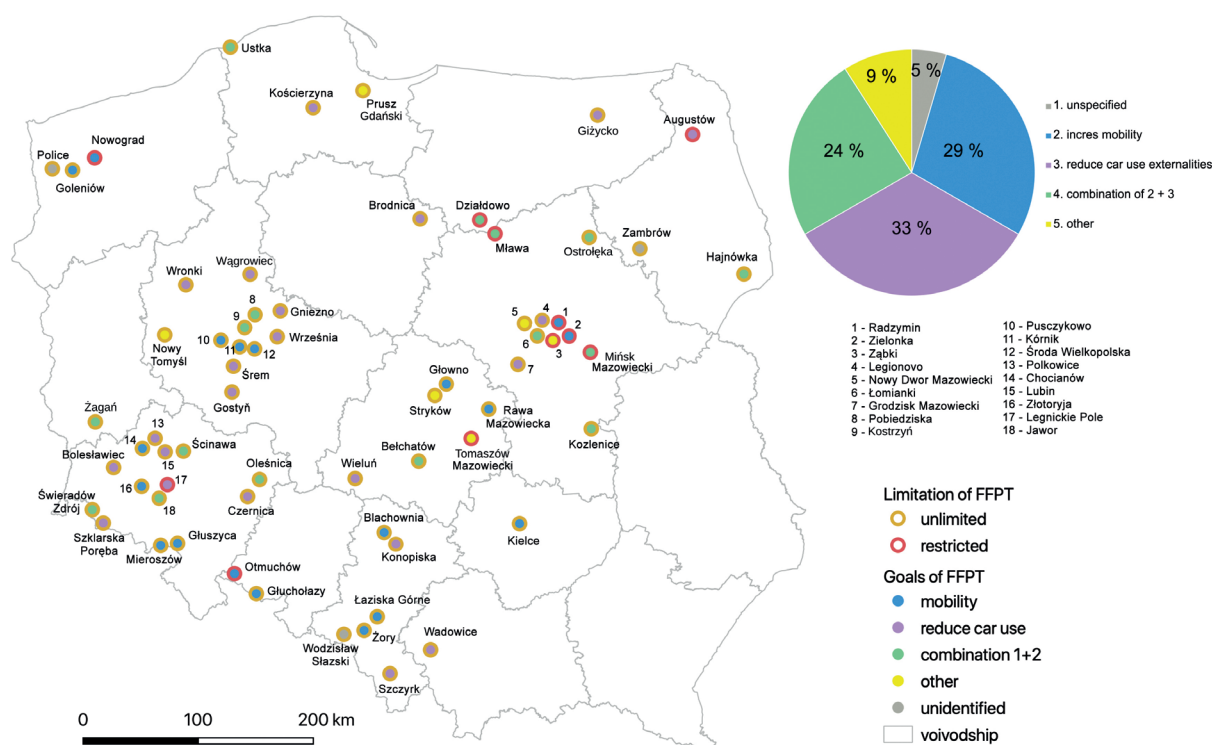 Ustka
Kościerzyna
Prusz
Gdański
Giżycko
Augustów
Nowograd
Police
Goleniów
Brodnica
Działdowo
Mława
Ostrołęka
Zambrów
Hajnówka
Wronki
Wągrowiec
8
9
Gniezno
Września
10
11
12
Nowy
Tomyśl
Śrem
Gostyń
5
4
1
2
6
3
7
Mińsk
Mazowiecki
Głowno
Stryków
Rawa
Mazowiecka
Tomaszów
Mazowiecki
Kozlenice
Bełchatów
Wieluń
Żagań
13
14
Ścinawa
Bolesławiec
15
16
17
18
Oleśnica
Czernica
Świeradów
Zdrój
Szklarska
Poręba
Mieroszów
Głuszyca
Blachownia
Konopiska
Kielce
Otmuchów
Głuchołazy
Łaziska Górne
Żory
Wodzisław
Słazski
Wadowice
Szczyrk
0
100
200 km
9 %
5 %
24 %
29 %
33 %
1. unspecified
2. incres mobility
3. reduce car use externalities
4. combination of 2 + 3
5. other
1 - Radzymin
2 - Zielonka
3 - Ząbki
4 - Legionovo
5 - Nowy Dwor Mazowiecki
6 - Łomianki
7 - Grodzisk Mazowiecki
8 - Pobiedziska
9 - Kostrzyń
10 - Pusczykowo
11 - Kórnik
12 - Środa Wielkopolska
13 - Polkowice
14 - Chocianów
15 - Lubin
16 - Złotoryja
17 - Legnickie Pole
18 - Jawor
Limitation of FFPT
unlimited
restricted
Goals of FFPT
mobility
reduce car use
combination 1+2
other
unidentified
voivodship